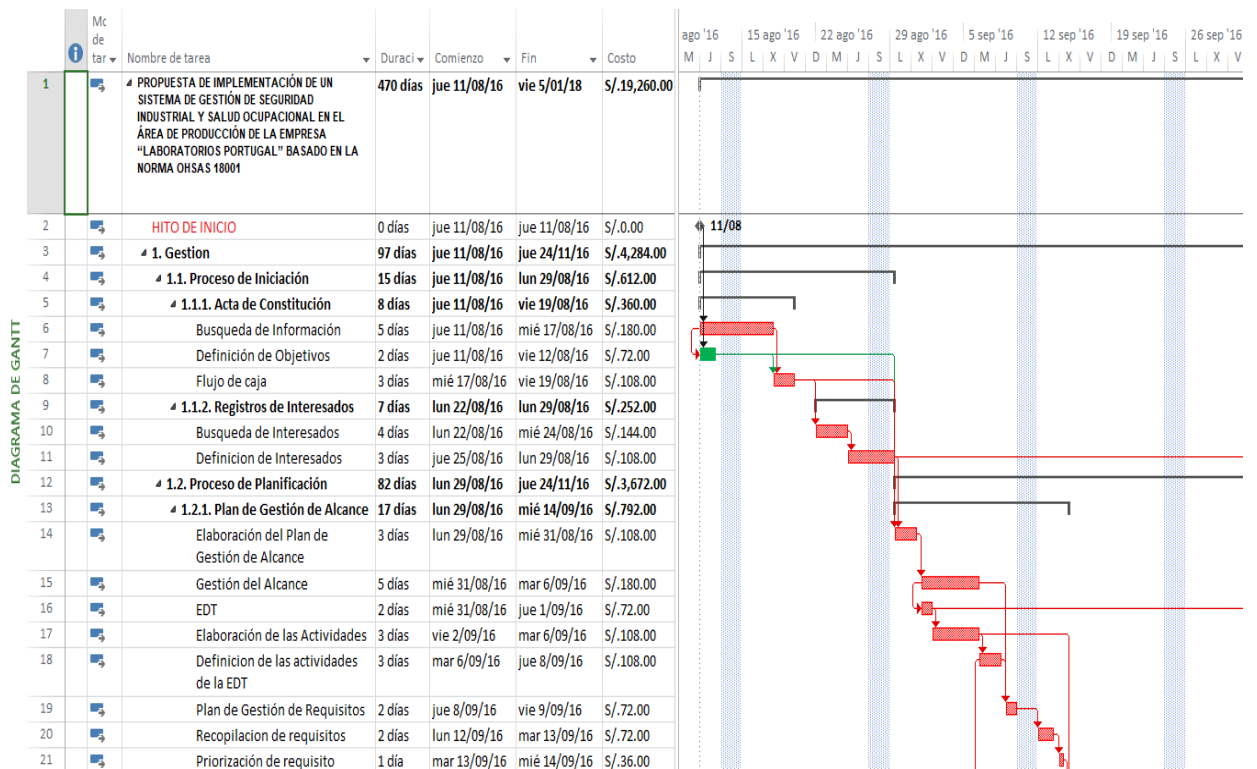 DIAGRAMA DE GANTT
Mc
de
tar Nombre de tarea Duraci Comienzo Fin Costo
ago '16 15 ago '16 22 ago '16 29 ago '16 5 sep '16 12 sep '16 19 sep '16 26 sep '16
M J S L X V D M J S L X V D M J S L X V D M J S L X V
1 PROPUESTA DE IMPLEMENTACIÓN DE UN 470 días jue 11/08/16 vie 5/01/18 S/.19,260.00
SISTEMA DE GESTIÓN DE SEGURIDAD
INDUSTRIAL Y SALUD OCUPACIONAL EN EL
ÁREA DE PRODUCCIÓN DE LA EMPRESA
“LABORATORIOS PORTUGAL” BASADO EN LA
NORMA OHSAS 18001
2 HITO DE INICIO 0 días jue 11/08/16 jue 11/08/16 S/.0.00 11/08
3 1. Gestion 97 días jue 11/08/16 jue 24/11/16 S/.4,284.00
4 1.1. Proceso de Iniciación 15 días jue 11/08/16 lun 29/08/16 S/.612.00
5 1.1.1. Acta de Constitución 8 días jue 11/08/16 vie 19/08/16 S/.360.00
6 Busqueda de Información 5 días jue 11/08/16 mié 17/08/16 S/.180.00
7 Definición de Objetivos 2 días jue 11/08/16 vie 12/08/16 S/.72.00
8 Flujo de caja 3 días mié 17/08/16 vie 19/08/16 S/.108.00
9 1.1.2. Registros de Interesados 7 días lun 22/08/16 lun 29/08/16 S/.252.00
10 Busqueda de Interesados 4 días lun 22/08/16 mié 24/08/16 S/.144.00
11 Definicion de Interesados 3 días jue 25/08/16 lun 29/08/16 S/.108.00
12 1.2. Proceso de Planificación 82 días lun 29/08/16 jue 24/11/16 S/.3,672.00
13 1.2.1. Plan de Gestión de Alcance 17 días lun 29/08/16 mié 14/09/16 S/.792.00
14 Elaboración del Plan de 3 días lun 29/08/16 mié 31/08/16 S/.108.00
Gestión de Alcance
15 Gestión del Alcance 5 días mié 31/08/16 mar 6/09/16 S/.180.00
16 EDT 2 días mié 31/08/16 jue 1/09/16 S/.72.00
17 Elaboración de las Actividades 3 días vie 2/09/16 mar 6/09/16 S/.108.00
18 Definicion de las actividades 3 días mar 6/09/16 jue 8/09/16 S/.108.00
de la EDT
19 Plan de Gestión de Requisitos 2 días jue 8/09/16 vie 9/09/16 S/.72.00
20 Recopilacion de requisitos 2 días lun 12/09/16 mar 13/09/16 S/.72.00
21 Priorización de requisito 1 día mar 13/09/16 mié 14/09/16 S/.36.00